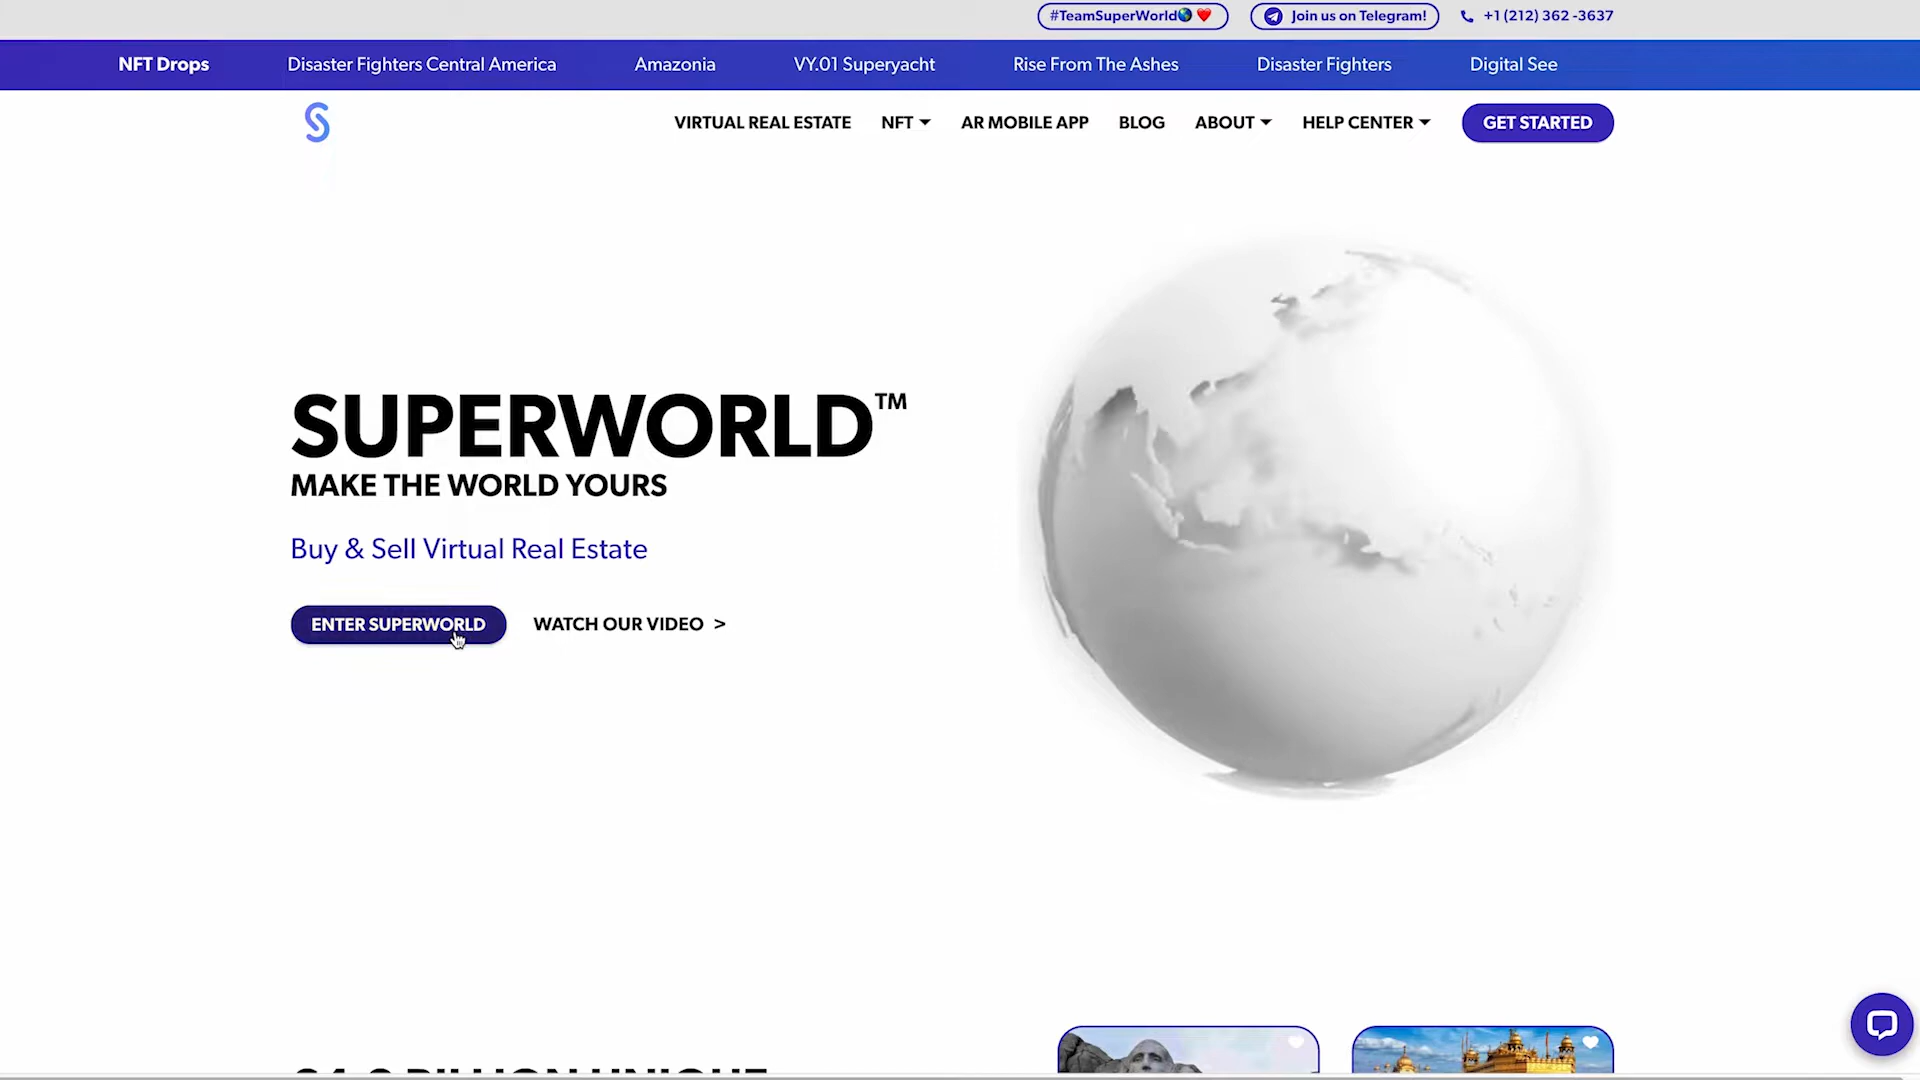 #TeamSuperWorld🌎 ❤️
Join us on Telegram!
+1 (212) 362 -3637
NFT Drops
Disaster Fighters Central America
Amazonia
VY.01 Superyacht
Rise From The Ashes
Disaster Fighters
Digital See
VIRTUAL REAL ESTATE
NFT
AR MOBILE APP
BLOG
ABOUT
HELP CENTER
GET STARTED
SUPERWORLD™
MAKE THE WORLD YOURS
Buy & Sell Virtual Real Estate
ENTER SUPERWORLD
WATCH OUR VIDEO >
BILLION UNIQUE